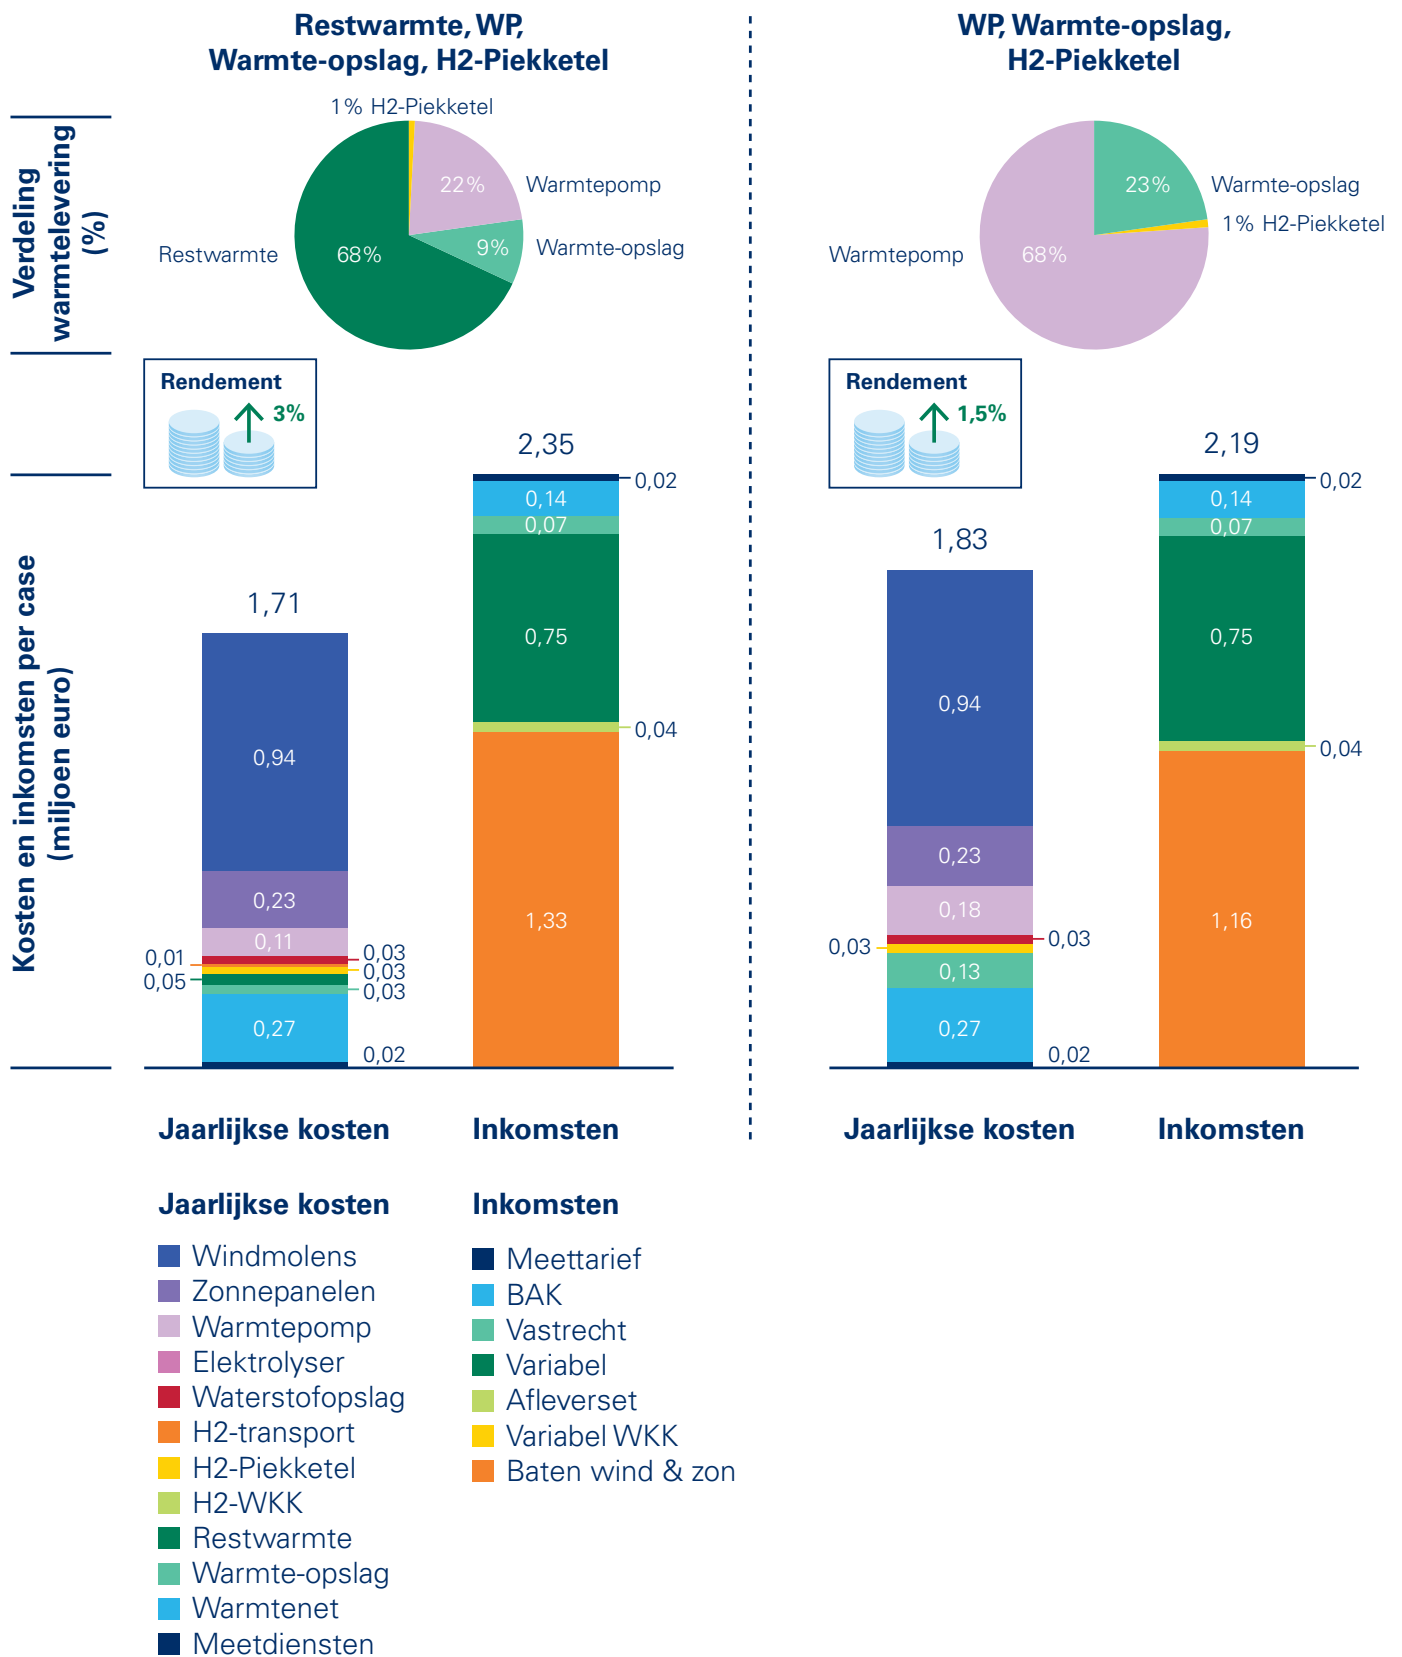 Restwarmte, WP,
Warmte-opslag, H2-Piekketel
WP, Warmte-opslag,
H2-Piekketel
Verdeling
warmtelevering
(%)
1% H2-Piekketel
22%
Warmtepomp
9%
Warmte-opslag
Restwarmte
68%
23%
Warmte-opslag
1% H2-Piekketel
Warmtepomp
68%
Rendement
3%
Rendement
1,5%
Kosten en inkomsten per case
(miljoen euro)
1,71
0,94
0,23
0,11
0,01
0,03
0,03
0,05
0,03
0,27
0,02
2,35
0,02
0,14
0,07
0,75
0,04
1,33
1,83
0,94
0,23
0,18
0,03
0,03
0,13
0,27
0,02
2,19
0,02
0,14
0,07
0,75
0,04
1,16
Jaarlijkse kosten
Inkomsten
Jaarlijkse kosten
Inkomsten
Jaarlijkse kosten
Windmolens
Zonnepanelen
Warmtepomp
Elektrolyser
Waterstofopslag
H2-transport
H2-Piekketel
H2-WKK
Restwarmte
Warmte-opslag
Warmtenet
Meetdiensten
Inkomsten
Meettarief
BAK
Vastrecht
Variabel
Afleverset
Variabel WKK
Baten wind & zon